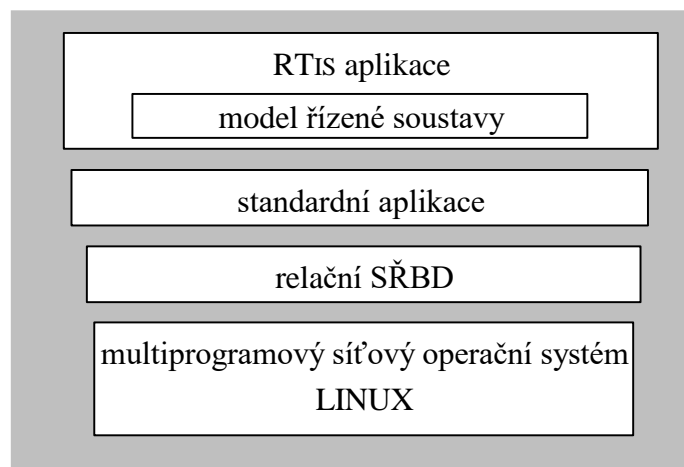 RTIS aplikace
model řízené soustavy
standardní aplikace
relační SŘBD
multiprogramový síťový operační systém
LINUX